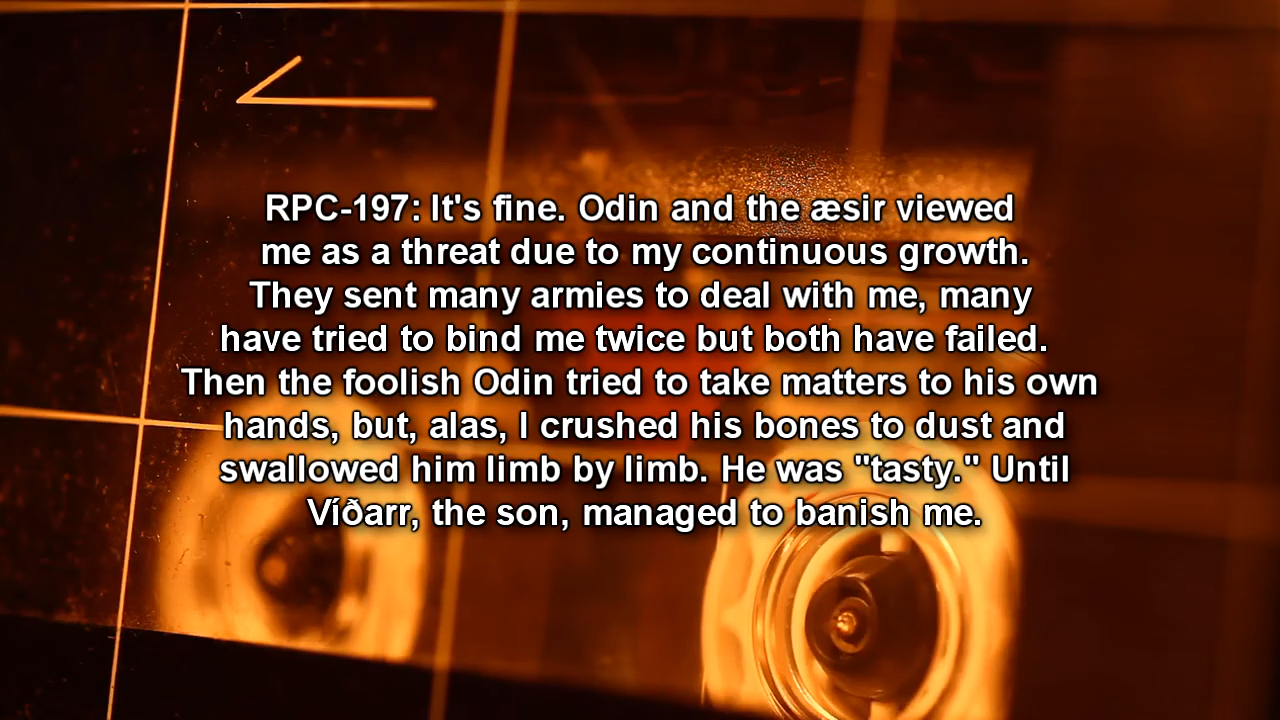 RPC-197: It's fine. Odin and the æsir viewed
me as a threat due to my continuous growth.
They sent many armies to deal with me, many
have tried to bind me twice but both have failed.
Then the foolish Odin tried to take matters to his own
hands, but, alas, I crushed his bones to dust and
swallowed him limb by limb. He was "tasty." Until
Víðarr, the son, managed to banish me.